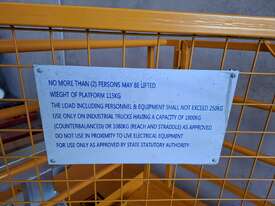 NO MORE THAN (2) PERSONS MAY BE LIFTED
WIEGHT OF PLATFORM 115KG
THE LOAD INCLUDING PERSONNEL & EQUIPMENT SHALL NOT EXCEED 250KG
USE ONLY ON INDUSTRIAL TRUCKS HAVING A CAPACITY OF 1800KG
(COUNTERBALANCED) OR 1080KG (REACH AND STRADDLE) AS APPROVED
DO NOT USE IN PROXIMITY TO LIVE ELECTRICAL EQUIPMENT
FOR USE ONLY AS APPROVED BY STATE STATUTORY AUTHORITY